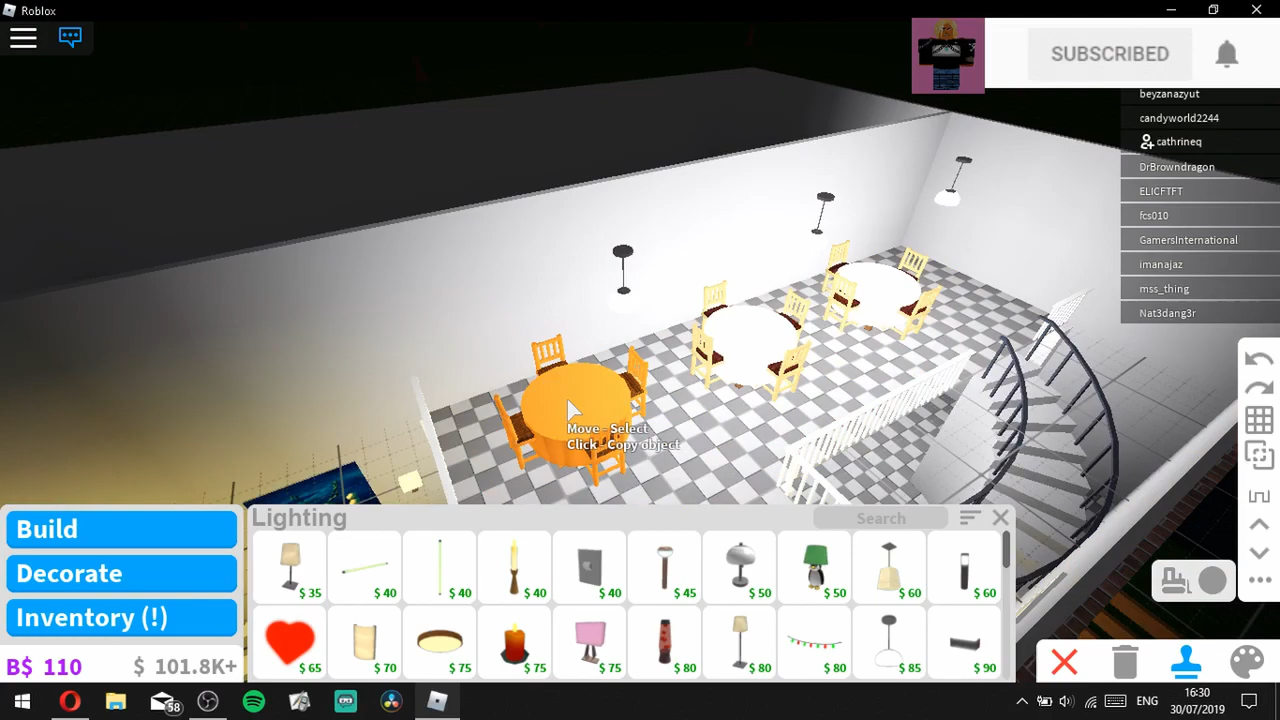 Roblox
SUBSCRIBED
beyzanazyut
candyworld2244
cathrineq
DrBrowndragon
ELICFTFT
fcs010
GamersInternational
imanajaz
mss_thing
Nat3dang3r
Move - Select
Click - Copy object
Build
Decorate
Inventory (!)
B$ 110 $ 101.8K+
Lighting Search
$ 35 $ 40 $ 40 $ 40 $ 40 $ 45 $ 50 $ 50 $ 60 $ 60
$ 65 $ 70 $ 75 $ 75 $ 75 $ 80 $ 80 $ 80 $ 85 $ 90
58
ENG
16:30
30/07/2019